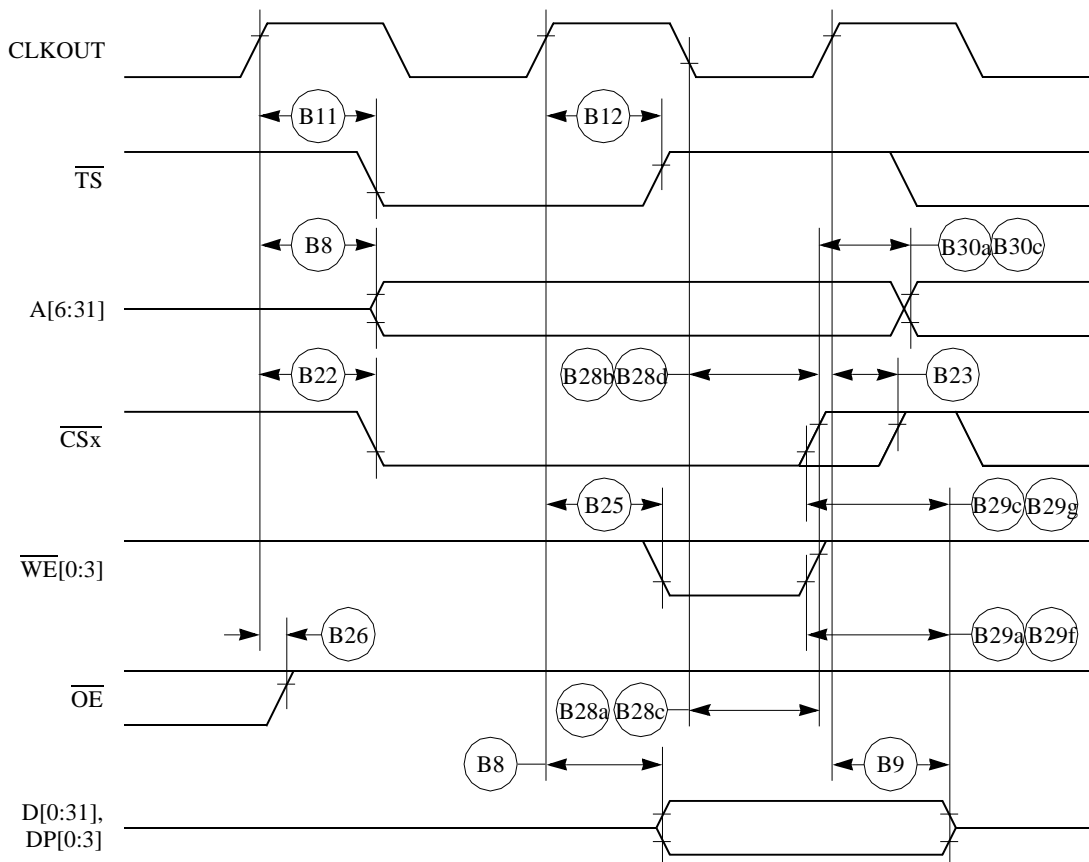 CLKOUT
B11
B12
TS
B8
B30a B30c
A[6:31]
B22
B28b B28d
B23
CSx
B25
B29c B29g
WE[0:3]
B26
B29a B29f
OE
B28a B28c
B8
B9
D[0:31],
DP[0:3]